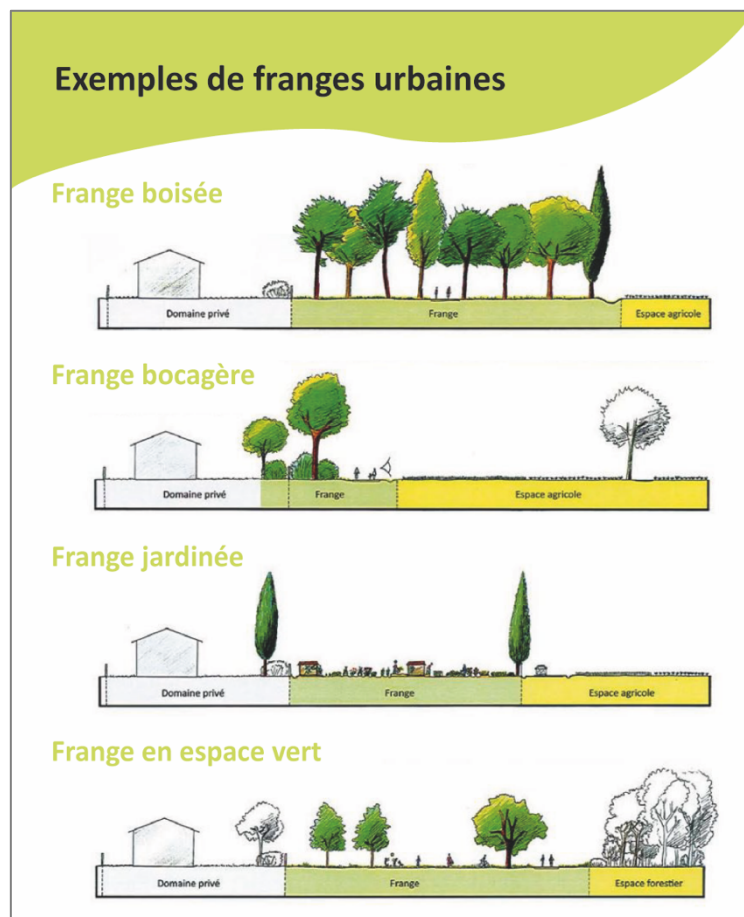 Exemples de franges urbaines
Frange boisée
Domaine privé Frange Espace agricole
Frange bocagère
Domaine privé Frange Espace agricole
Frange jardinée
Domaine privé Frange Espace agricole
Frange en espace vert
Domaine privé Frange Espace forestier